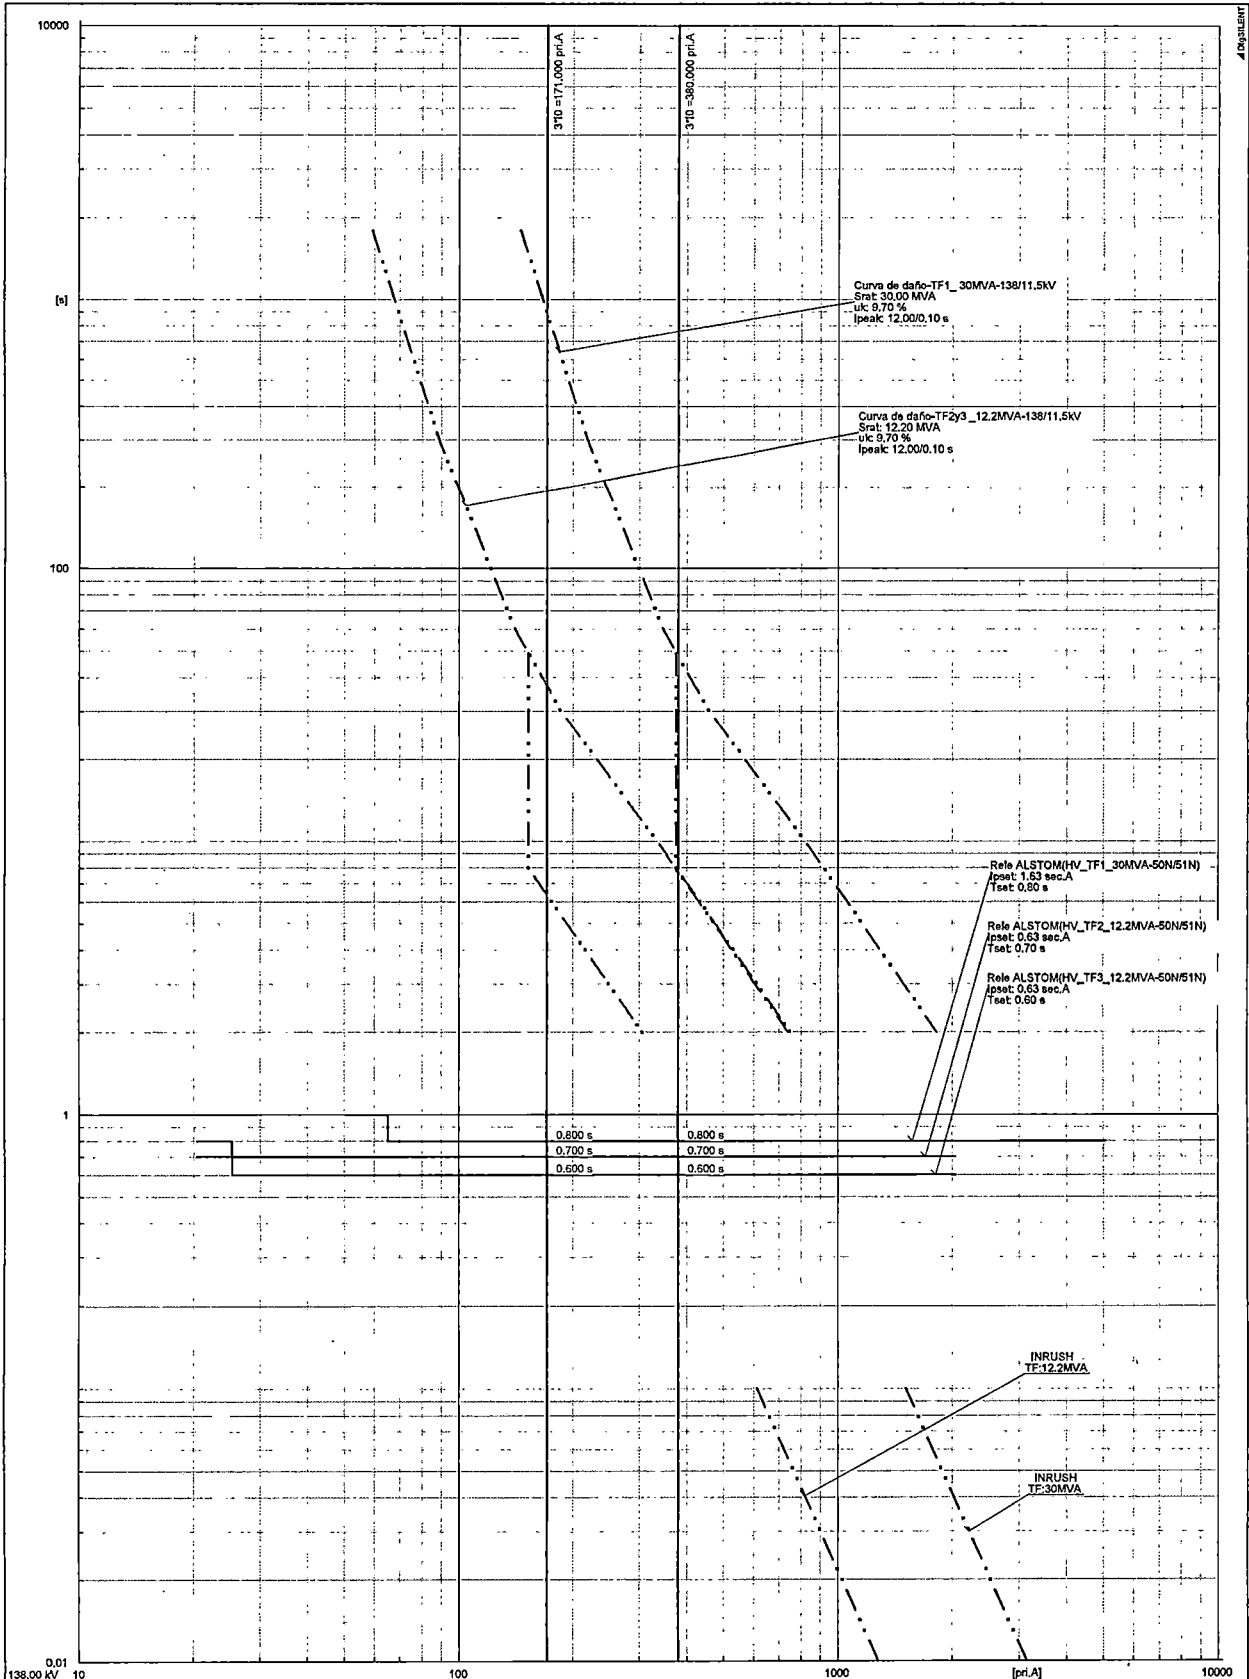 DIgSILENT
10000
3*I0 =171.000 pri.A
3*I0 =380.000 pri.A
[s]
Curva de daño-TF1_ 30MVA-138/11.5kV
Srat: 30.00 MVA
uk: 9,70 %
Ipeak: 12,00/0,10 s
Curva de daño-TF2y3_12.2MVA-138/11,5kV
Srat: 12.20 MVA
uk: 9,70 %
Ipeak: 12,00/0.10 s
100
Rele ALSTOM(HV_TF1_30MVA-50N/51N)
Ipset: 1.63 sec.A
Tset: 0.80 s
Rele ALSTOM(HV_TF2_12.2MVA-50N/51N)
Ipset: 0.63 sec.A
Tset: 0.70 s
Rele ALSTOM(HV_TF3_12.2MVA-50N/51N)
Ipset: 0.63 sec.A
Tset: 0.60 s
1
0.800 s
0.800 s
0.700 s
0.700 s
0.600 s
0.600 s
INRUSH
TF:12.2MVA
INRUSH
TF:30MVA
0,01
138,00 kV
10
100
1000
[pri.A]
10000